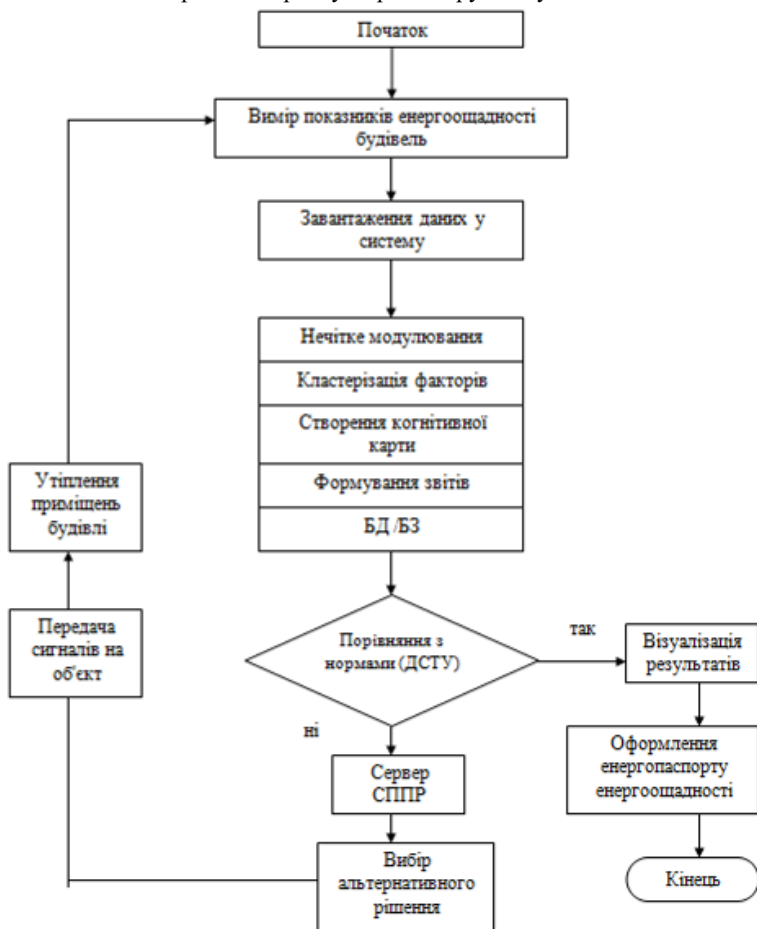 Початок
Вимір показників енергоощадності
будівель
Завантаження даних у
систему
Нечітке модулювання
Кластерізація факторів
Створення когнітивної
карти
Формування звітів
БД /БЗ
Утіплення
приміщень
будівлі
Передача
сигналів на
об'єкт
Порівняння з
нормами (ДСТУ)
так
Візуалізація
результатів
ні
Оформлення
енергопаспорту
енергоощадності
Сервер
СППР
Вибір
альтернативного
рішення
Кінець